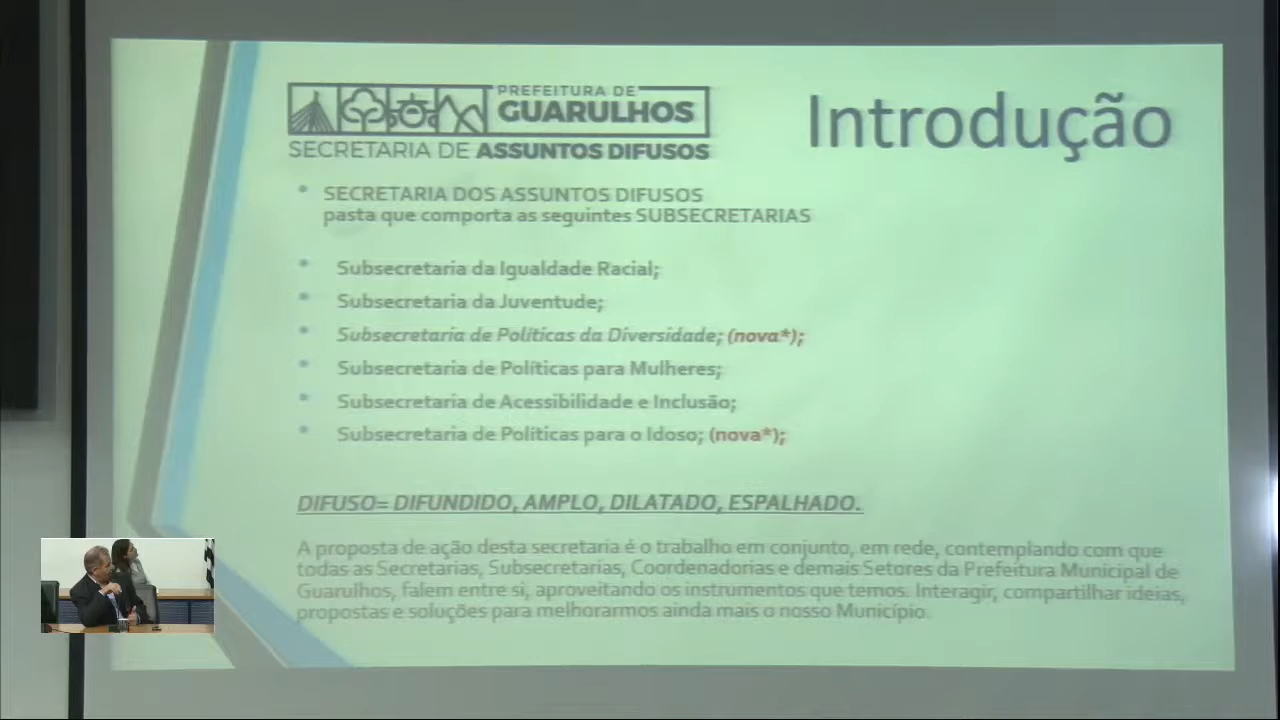 PREFEITURA DE
GUARULHOS
SECRETARIA DE ASSUNTOS DIFUSOS
Introdução
• SECRETARIA DOS ASSUNTOS DIFUSOS
pasta que comporta as seguintes SUBSECRETARIAS
• Subsecretaria da Igualdade Racial;
• Subsecretaria da Juventude;
• Subsecretaria de Políticas da Diversidade; (nova*);
• Subsecretaria de Políticas para Mulheres;
• Subsecretaria de Acessibilidade e Inclusão;
• Subsecretaria de Políticas para o Idoso; (nova*);
DIFUSO= DIFUNDIDO, AMPLO, DILATADO, ESPALHADO.
A proposta de ação desta secretaria é o trabalho em conjunto, em rede, contemplando com que
todas as Secretarias, Subsecretarias, Coordenadorias e demais Setores da Prefeitura Municipal de
Guarulhos, falem entre si, aproveitando os instrumentos que temos. Interagir, compartilhar ideias,
propostas e soluções para melhorarmos ainda mais o nosso Município.